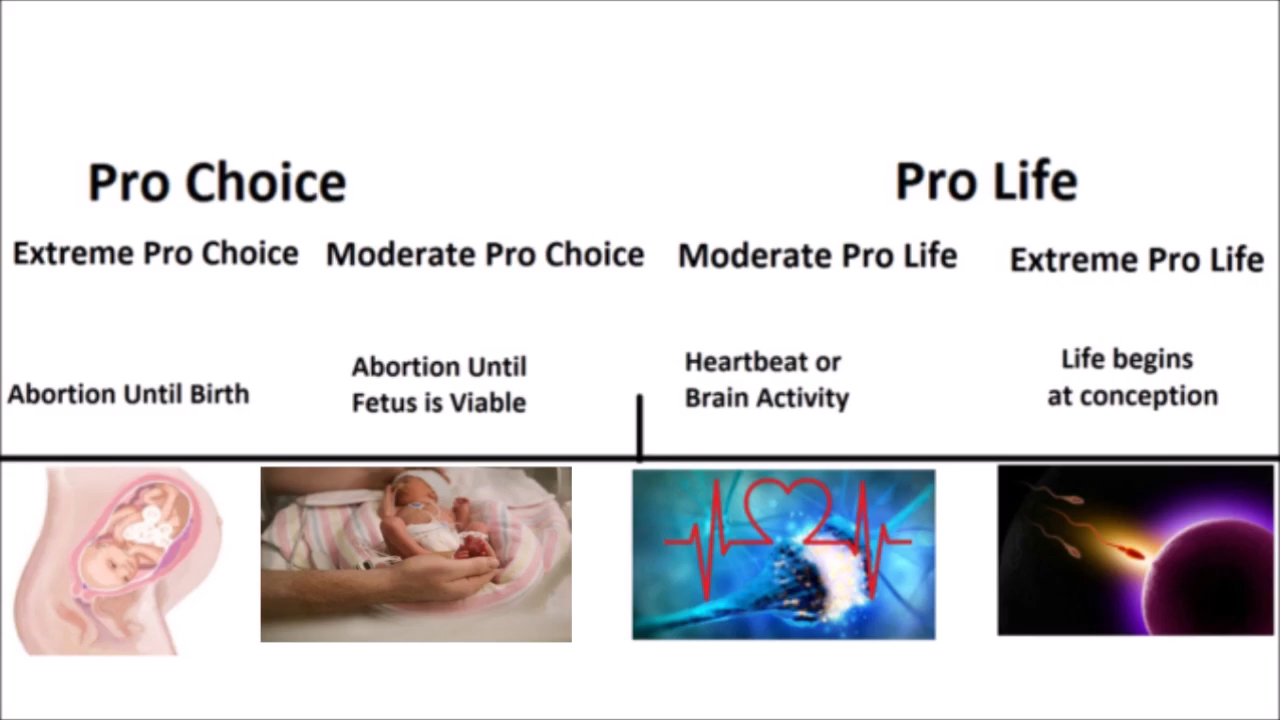 Pro Choice
Pro Life
Extreme Pro Choice
Moderate Pro Choice
Moderate Pro Life
Extreme Pro Life
Abortion Until Birth
Abortion Until
Fetus is Viable
Heartbeat or
Brain Activity
Life begins
at conception